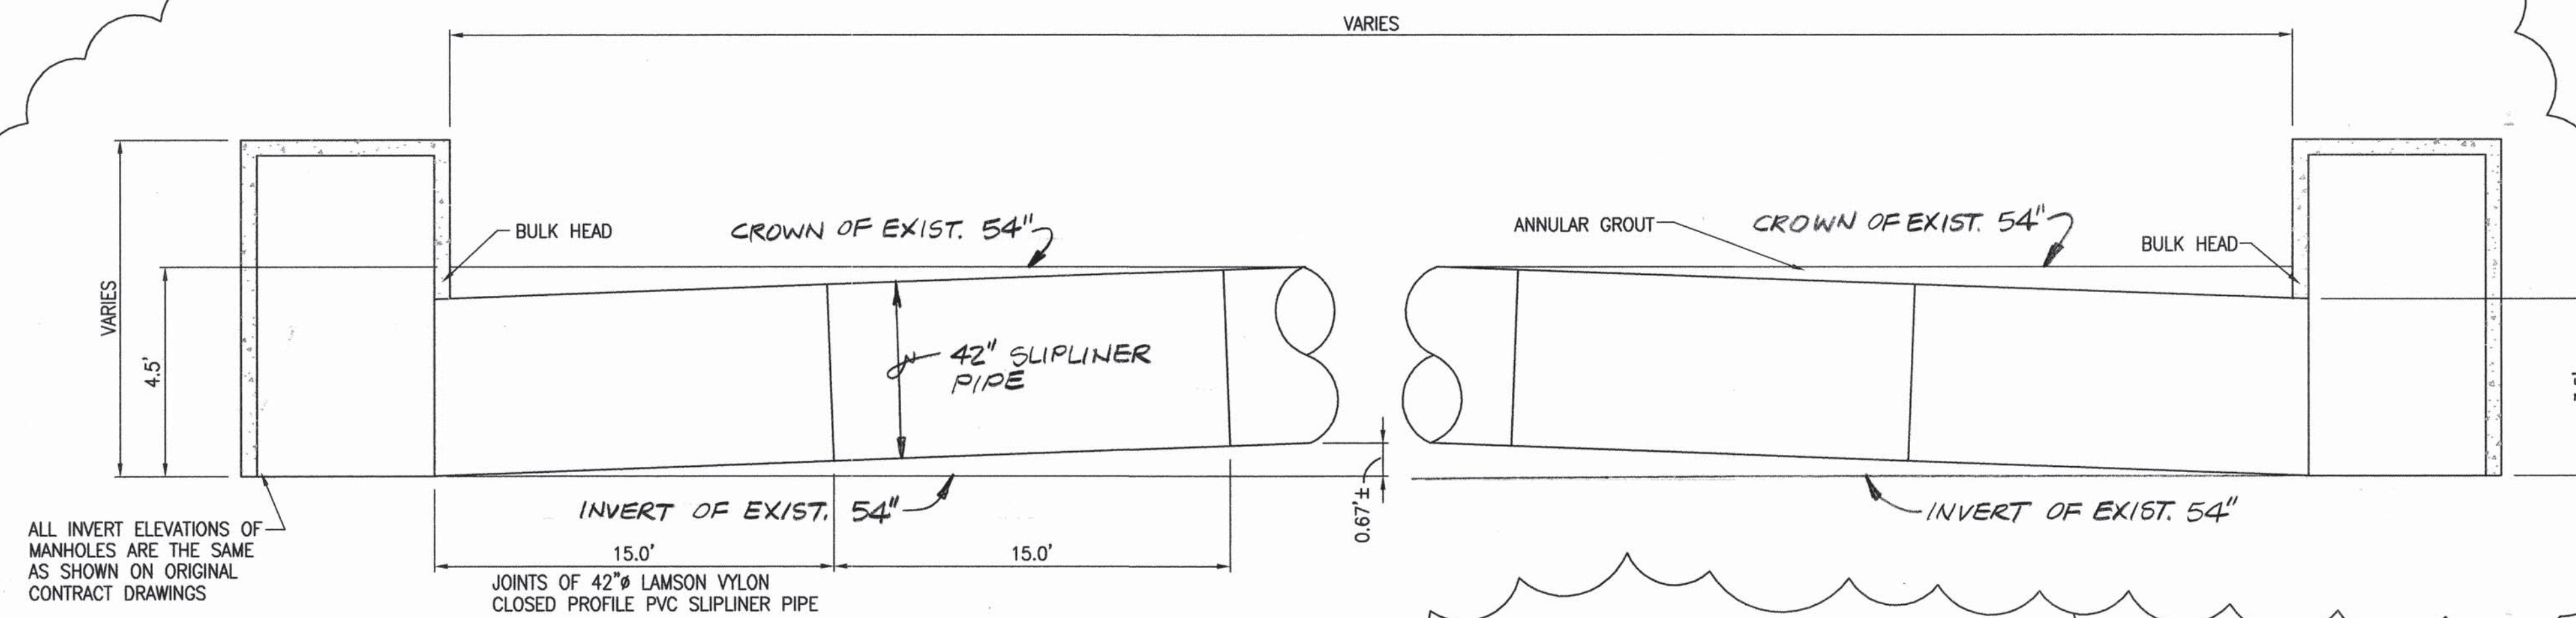 VARIES
BULK HEAD
CROWN OF EXIST. 54"
ANNULAR GROUT
CROWN OF EXIST. 54"
BULK HEAD
VARIES
4.5'
42" SLIPLINER
PIPE
0.67'±
INVERT OF EXIST. 54"
INVERT OF EXIST. 54"
ALL INVERT ELEVATIONS OF
MANHOLES ARE THE SAME
AS SHOWN ON ORIGINAL
CONTRACT DRAWINGS
15.0'
15.0'
JOINTS OF 42"ø LAMSON VYLON
CLOSED PROFILE PVC SLIPLINER PIPE